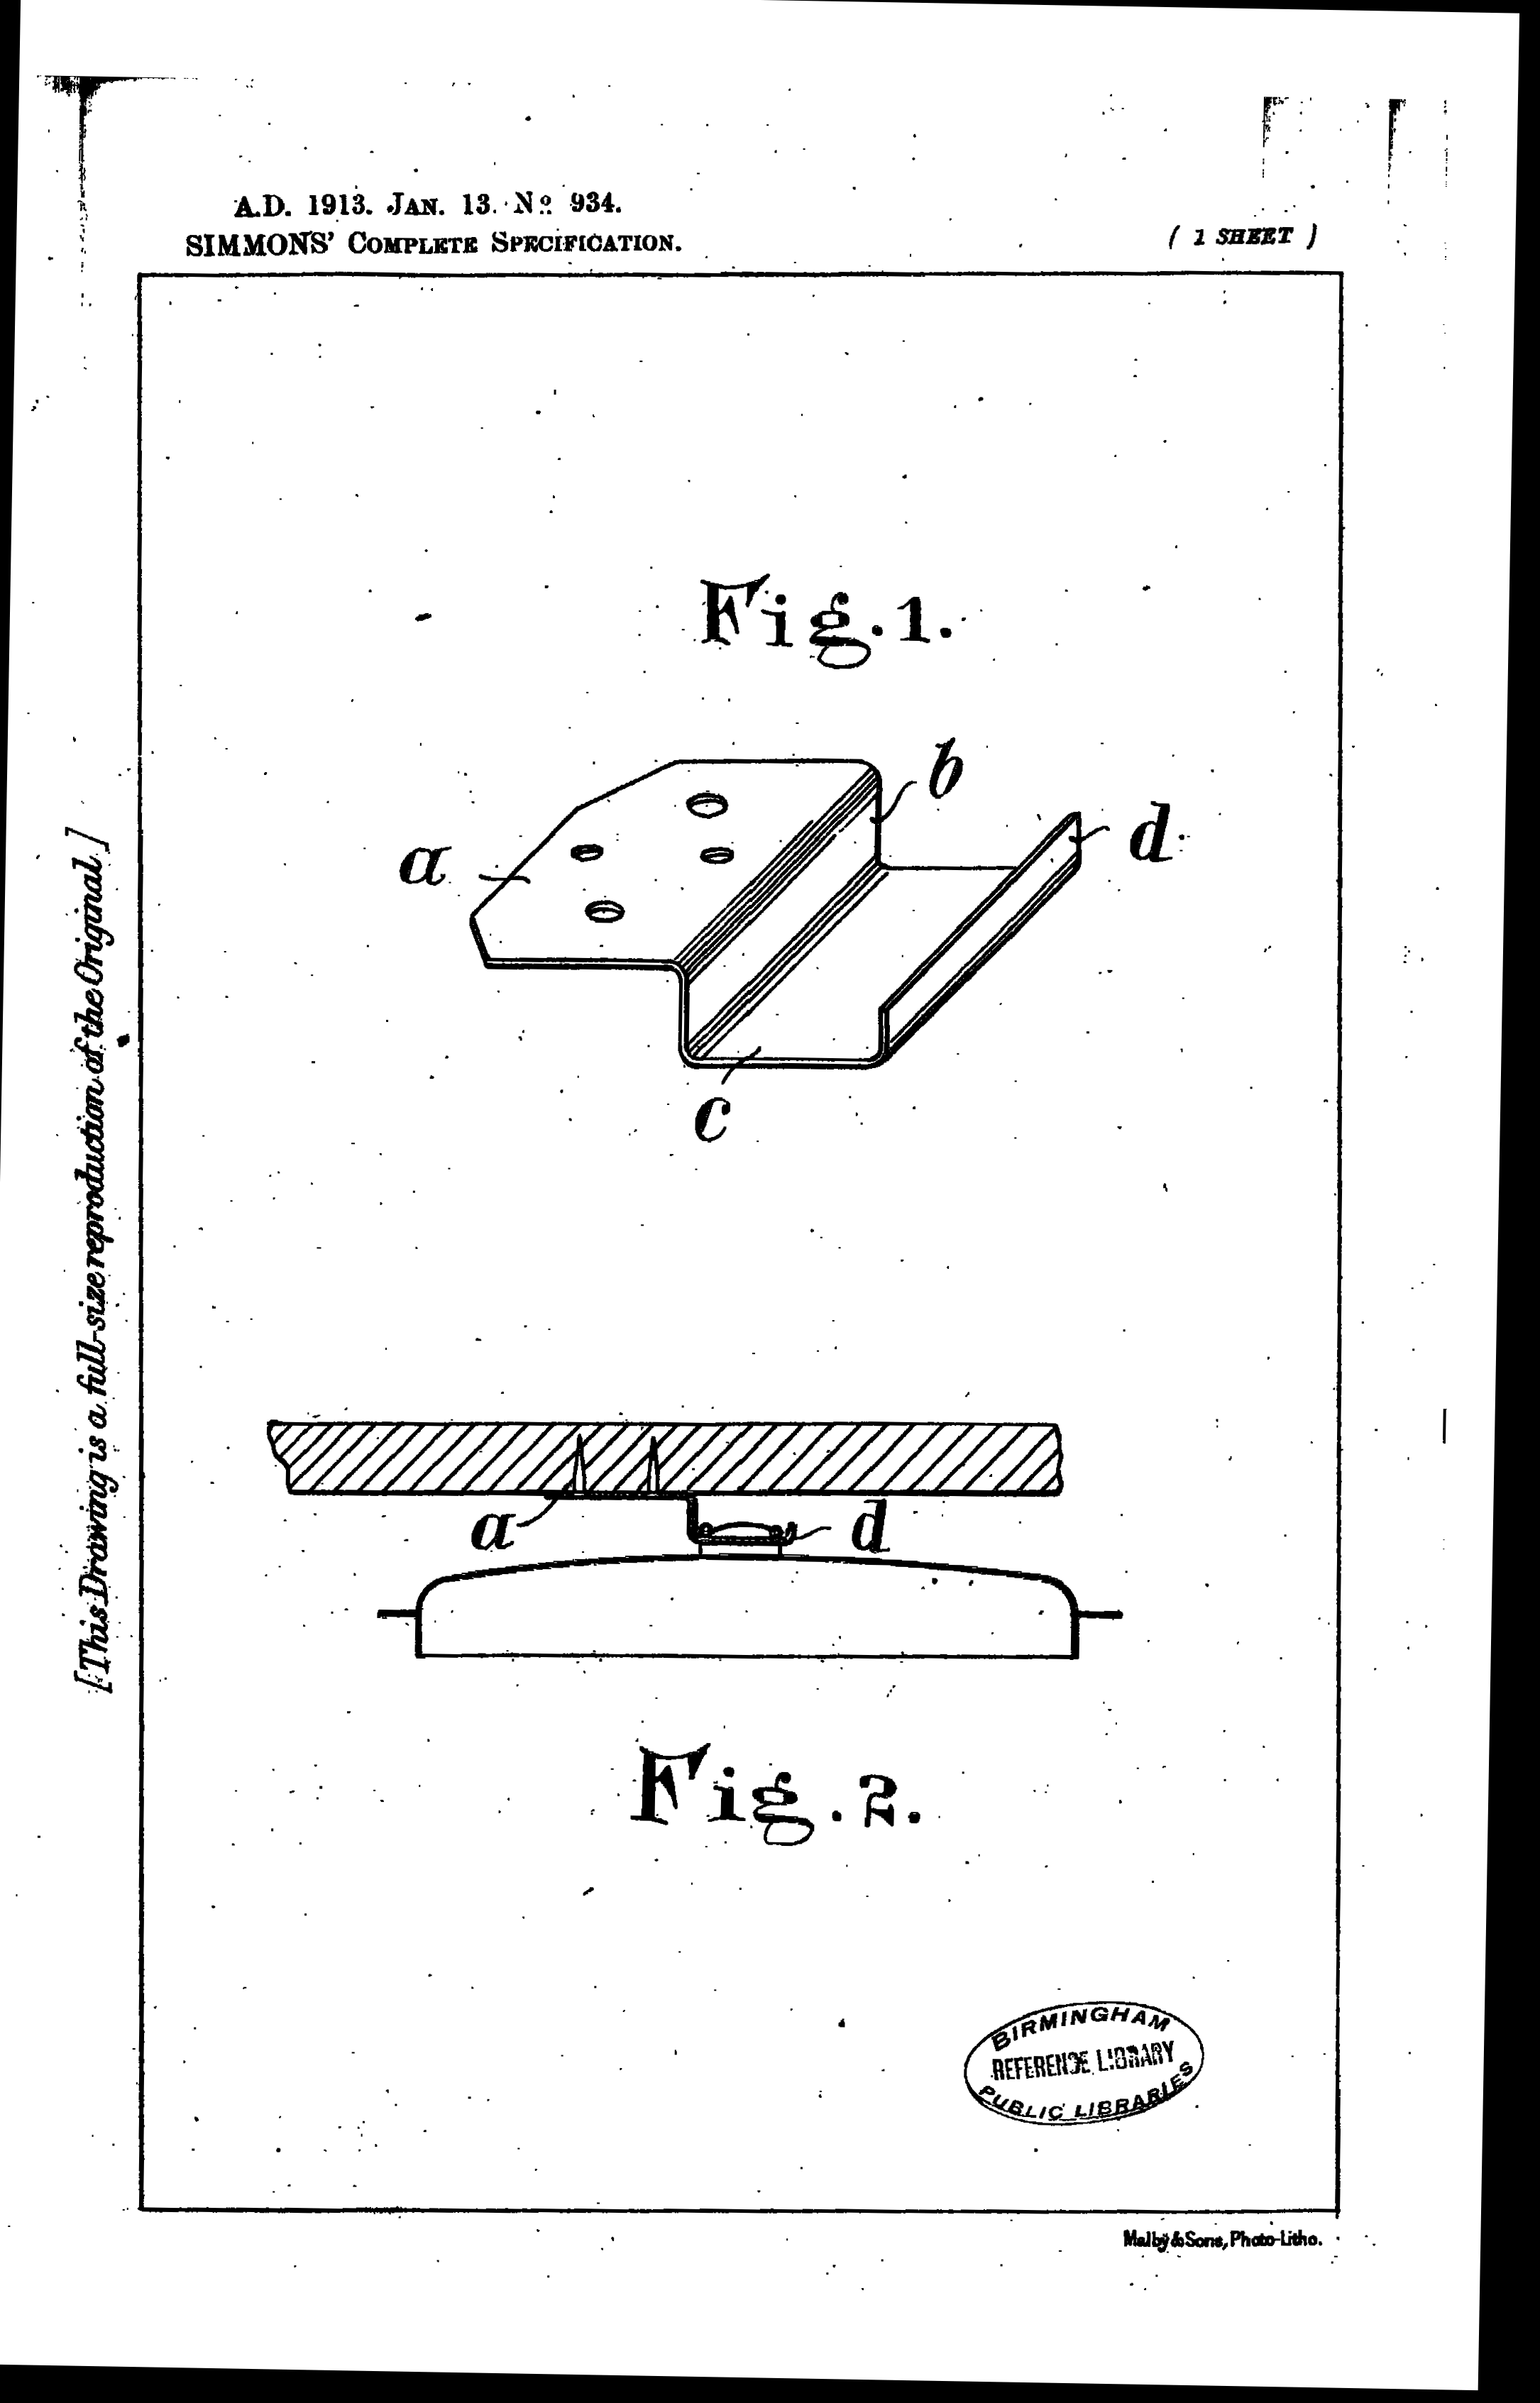 A.D. 1913. JAN. 13. No 934.
SIMMONS' COMPLETE SPECIFICATION.
( 1 SHEET )
[This Drawing is a full-size reproduction of the Original.]
Fig. 1.
b
d
a
c
a
d
Fig. 2.
BIRMINGHAM
REFERENCE LIBRARY
PUBLIC LIBRARIES
Malby & Sons, Photo-Litho.